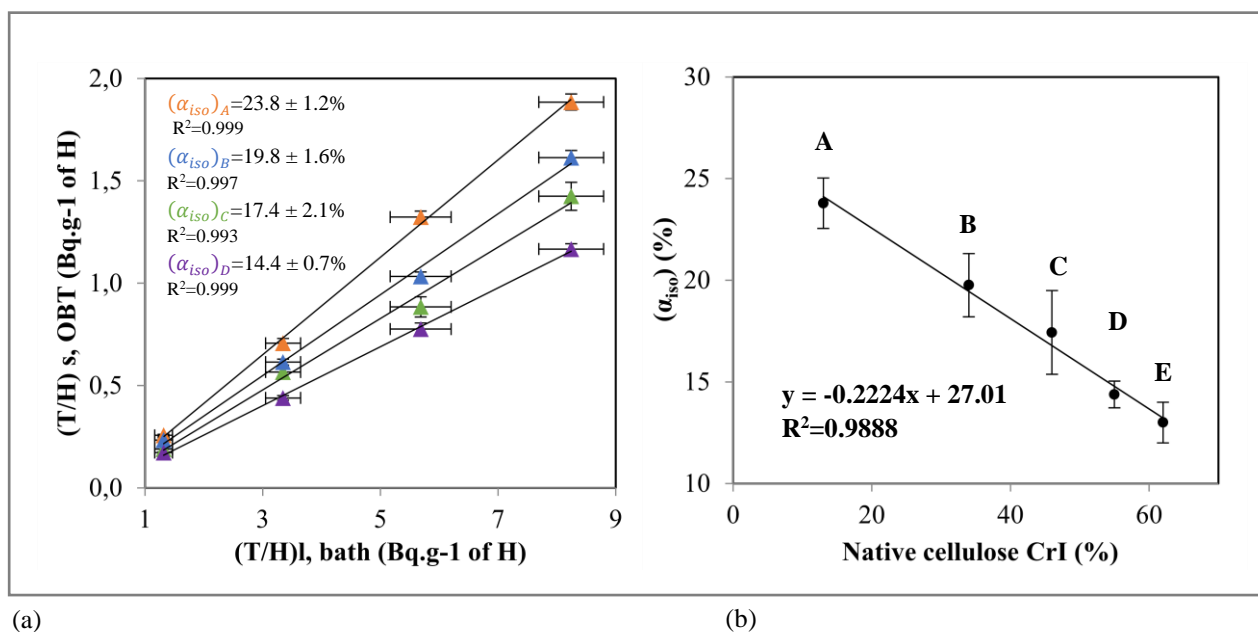 2,0
1,5
1,0
0,5
0,0
1
3
5
7
9
(T/H) s, OBT (Bq.g-1 of H)
(T/H)l, bath (Bq.g-1 of H)
(α_iso)_A=23.8 ± 1.2%
R²=0.999
(α_iso)_B=19.8 ± 1.6%
R²=0.997
(α_iso)_C=17.4 ± 2.1%
R²=0.993
(α_iso)_D=14.4 ± 0.7%
R²=0.999
30
25
20
15
10
0
20
40
60
(α_iso) (%)
Native cellulose CrI (%)
A
B
C
D
E
y = -0.2224x + 27.01
R²=0.9888
(a)
(b)